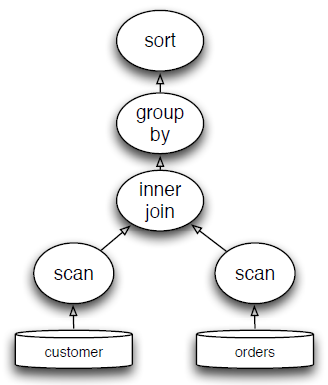 sort
group
by
inner
join
scan
scan
customer
orders